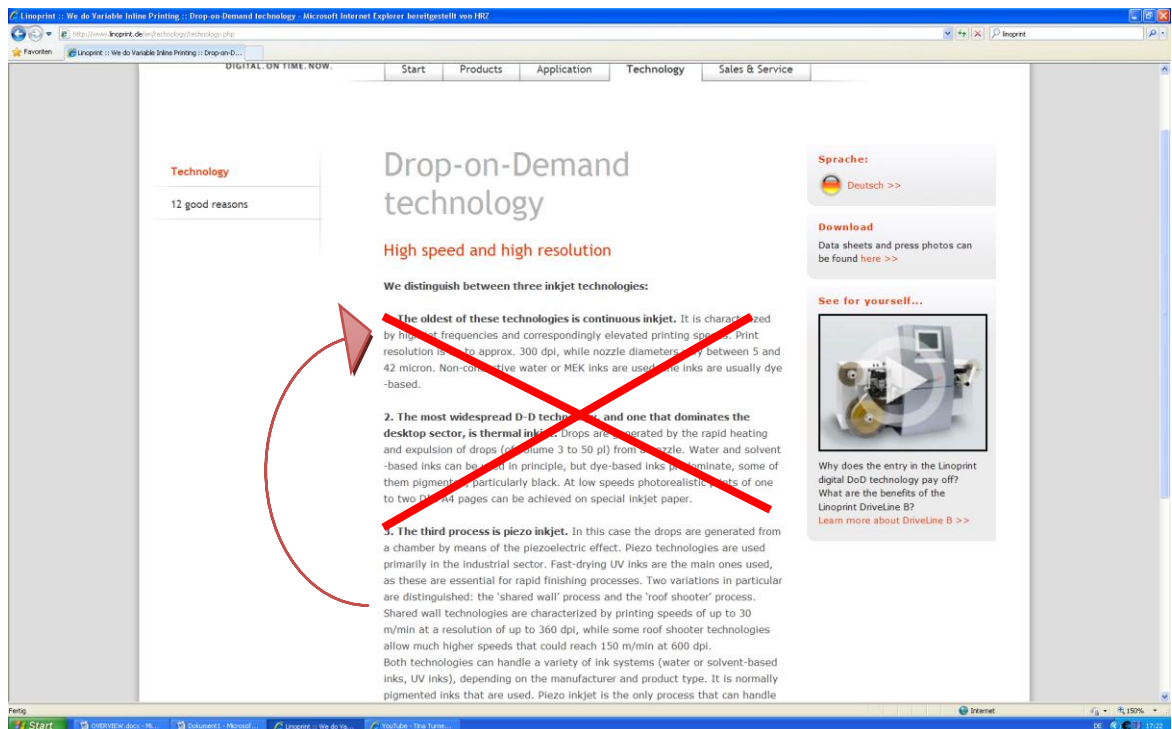 Linoprint :: We do Variable Inline Printing :: Drop-on-Demand technology - Microsoft Internet Explorer bereitgestellt von HRZ
http://www.linoprint.de/en/technology/technology.php
linoprint
Favoriten
Linoprint :: We do Variable Inline Printing :: Drop-on-D...
DIGITAL. ON TIME. NOW.
Start Products Application Technology Sales & Service
Technology
12 good reasons
Drop-on-Demand
technology
High speed and high resolution
We distinguish between three inkjet technologies:
The oldest of these technologies is continuous inkjet. It is characterized
by high jet frequencies and correspondingly elevated printing speeds. Print
resolution is up to approx. 300 dpi, while nozzle diameters vary between 5 and
42 micron. Non-conductive water or MEK inks are used. The inks are usually dye
-based.
2. The most widespread D-D technology, and one that dominates the
desktop sector, is thermal inkjet. Drops are generated by the rapid heating
and expulsion of drops (of volume 3 to 50 pl) from a nozzle. Water and solvent
-based inks can be used in principle, but dye-based inks predominate, some of
them pigmented, particularly black. At low speeds photorealistic prints of one
to two DIN A4 pages can be achieved on special inkjet paper.
3. The third process is piezo inkjet. In this case the drops are generated from
a chamber by means of the piezoelectric effect. Piezo technologies are used
primarily in the industrial sector. Fast-drying UV inks are the main ones used,
as these are essential for rapid finishing processes. Two variations in particular
are distinguished: the 'shared wall' process and the 'roof shooter' process.
Shared wall technologies are characterized by printing speeds of up to 30
m/min at a resolution of up to 360 dpi, while some roof shooter technologies
allow much higher speeds that could reach 150 m/min at 600 dpi.
Both technologies can handle a variety of ink systems (water or solvent-based
inks, UV inks), depending on the manufacturer and product type. It is normally
pigmented inks that are used. Piezo inkjet is the only process that can handle
Sprache:
Deutsch >>
Download
Data sheets and press photos can
be found here >>
See for yourself...
Why does the entry in the Linoprint
digital DoD technology pay off?
What are the benefits of the
Linoprint DriveLine B?
Learn more about DriveLine B >>
Fertig
Internet
150%
Start
OVERVIEW.docx - Mi...
Dokument1 - Microsof...
Linoprint :: We do Va...
YouTube - Tina Turne...
DE
17:22